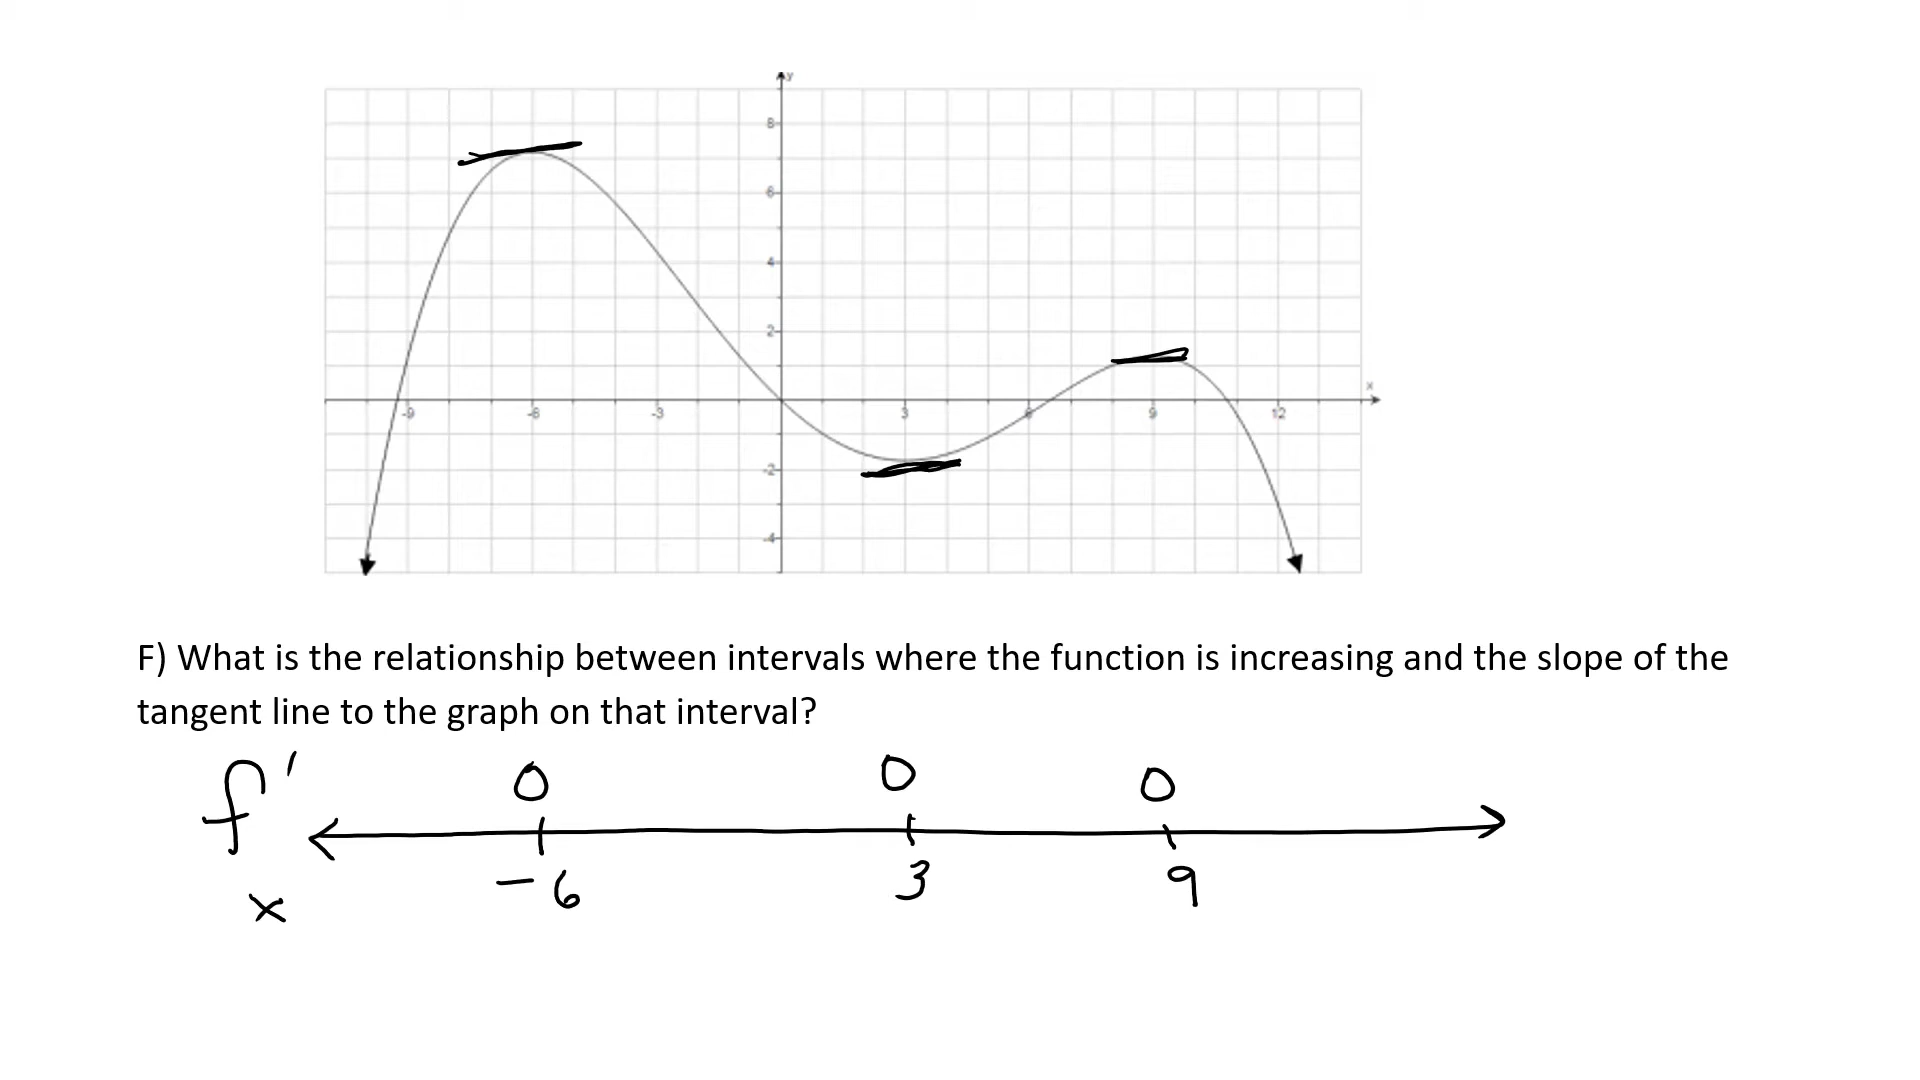 y
8
6
4
2
x
-9 -6 -3 3 6 9 12
-2
-4
F) What is the relationship between intervals where the function is increasing and the slope of the
tangent line to the graph on that interval?
f' 0 0 0
x -6 3 9